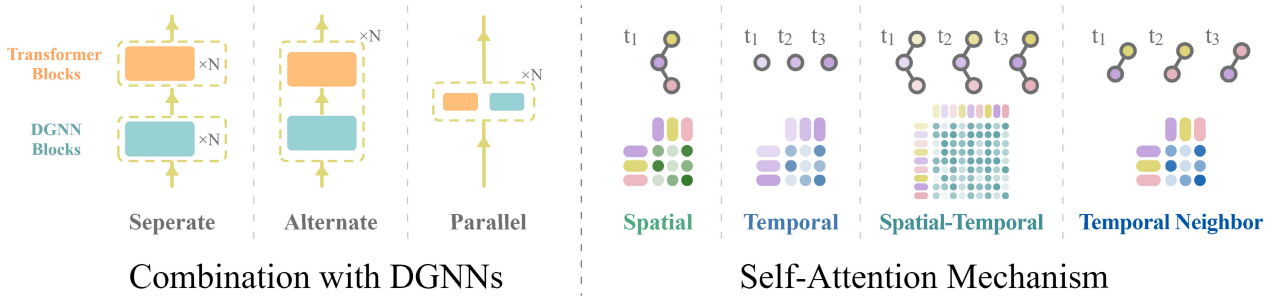 Transformer
Blocks
DGNN
Blocks
×N
×N
×N
×N
Seperate
Alternate
Parallel
Combination with DGNNs
t1
t1 t2 t3
t1 t2 t3
t1 t2 t3
Spatial
Temporal
Spatial-Temporal
Temporal Neighbor
Self-Attention Mechanism